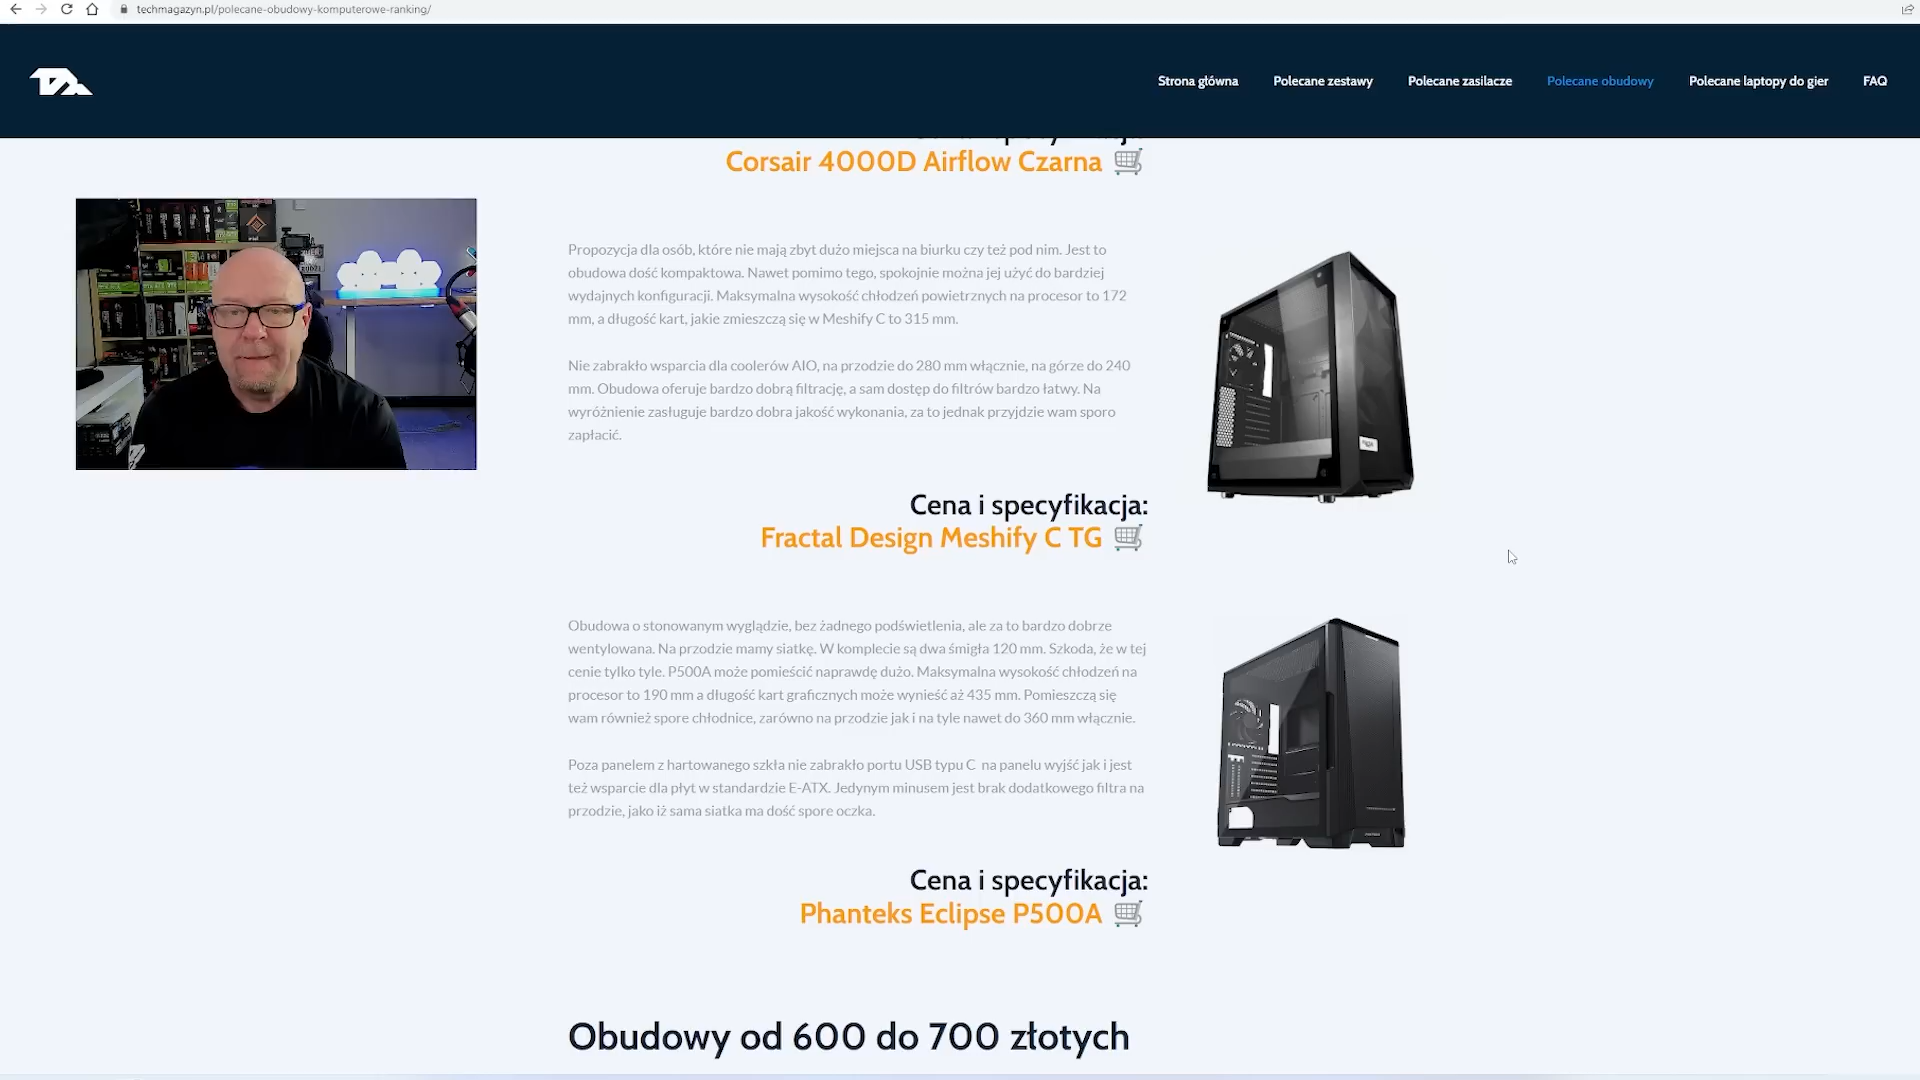 techmagazyn.pl/polecane-obudowy-komputerowe-ranking/
Strona główna
Polecane zestawy
Polecane zasilacze
Polecane obudowy
Polecane laptopy do gier
FAQ
Corsair 4000D Airflow Czarna
Propozycja dla osób, które nie mają zbyt dużo miejsca na biurku czy też pod nim. Jest to
obudowa dość kompaktowa. Nawet pomimo tego, spokojnie można jej użyć do bardziej
wydajnych konfiguracji. Maksymalna wysokość chłodzeń powietrznych na procesor to 172
mm, a długość kart, jakie zmieszczą się w Meshify C to 315 mm.
Nie zabrakło wsparcia dla coolerów AIO, na przodzie do 280 mm włącznie, na górze do 240
mm. Obudowa oferuje bardzo dobrą filtrację, a sam dostęp do filtrów bardzo łatwy. Na
wyróżnienie zasługuje bardzo dobra jakość wykonania, za to jednak przyjdzie wam sporo
zapłacić.
Cena i specyfikacja:
Fractal Design Meshify C TG
Obudowa o stonowanym wyglądzie, bez żadnego podświetlenia, ale za to bardzo dobrze
wentylowana. Na przodzie mamy siatkę. W komplecie są dwa śmigła 120 mm. Szkoda, że w tej
cenie tylko tyle. P500A może pomieścić naprawdę dużo. Maksymalna wysokość chłodzeń na
procesor to 190 mm a długość kart graficznych może wynieść aż 435 mm. Pomieszczą się
wam również spore chłodnice, zarówno na przodzie jak i na tyle nawet do 360 mm włącznie.
Poza panelem z hartowanego szkła nie zabrakło portu USB typu C na panelu wyjść jak i jest
też wsparcie dla płyt w standardzie E-ATX. Jedynym minusem jest brak dodatkowego filtra na
przodzie, jako iż sama siatka ma dość spore oczka.
Cena i specyfikacja:
Phanteks Eclipse P500A
Obudowy od 600 do 700 złotych